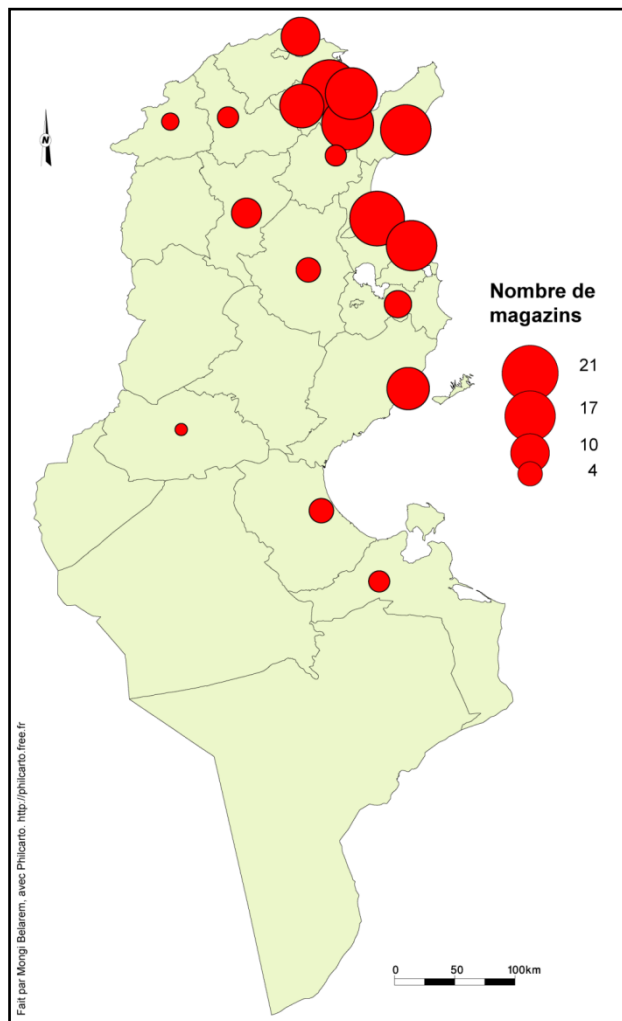 N
Nombre de
magazins
21
17
10
4
0 50 100km
Fait par Mongi Belarem, avec Philcarto. http://philcarto.free.fr